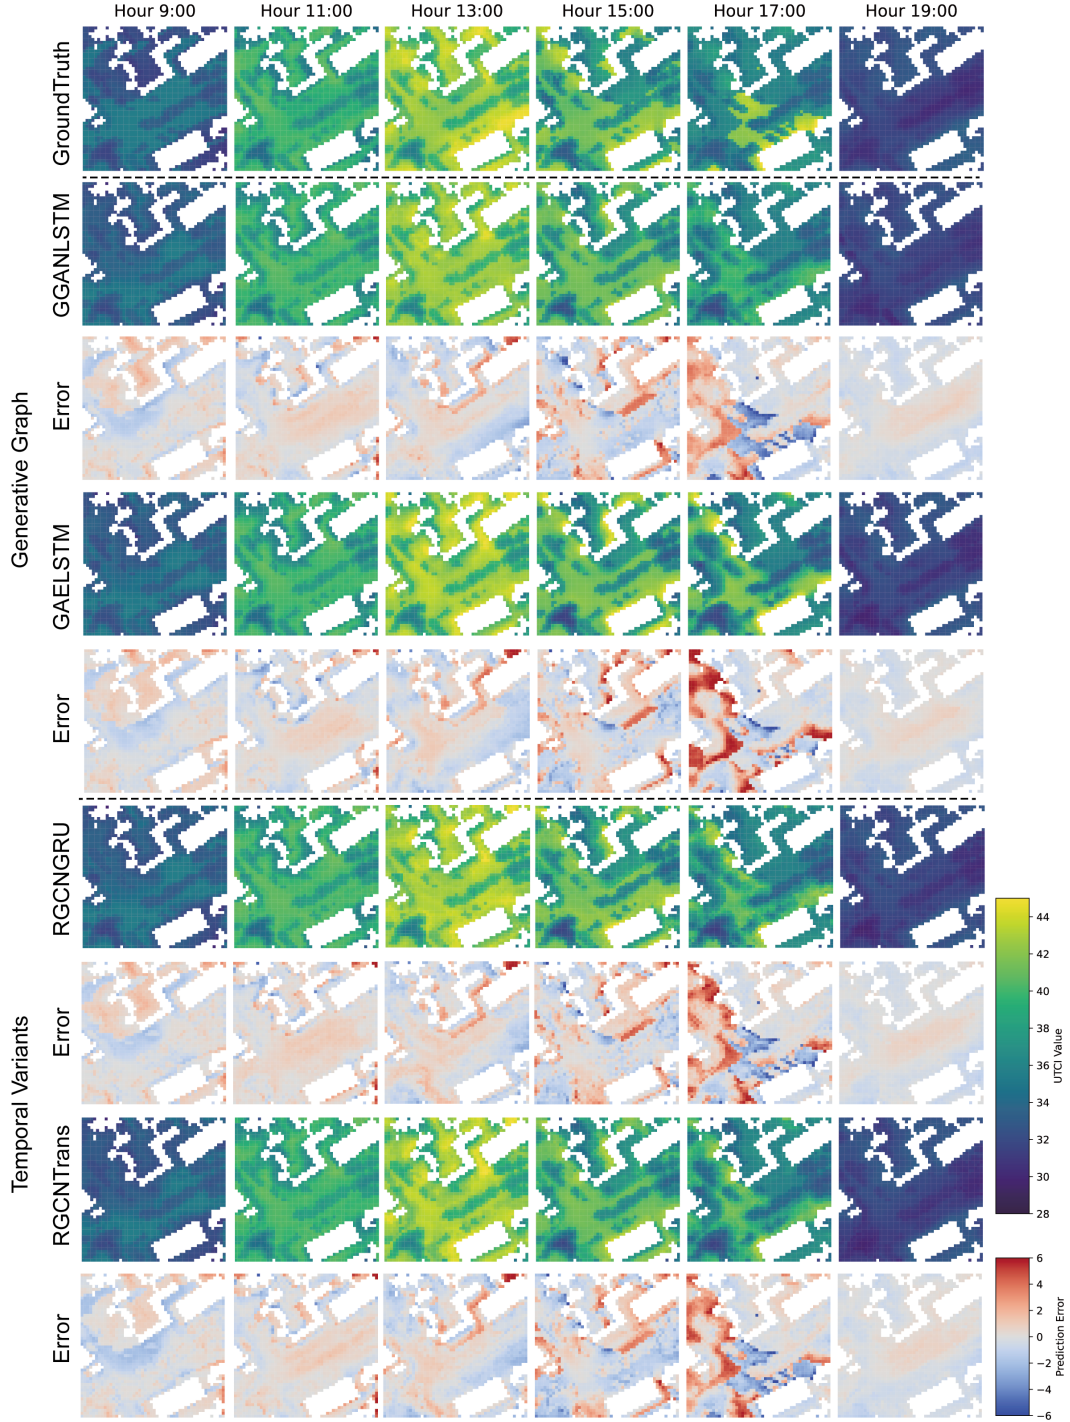 Hour 9:00 Hour 11:00 Hour 13:00 Hour 15:00 Hour 17:00 Hour 19:00
GroundTruth
Generative Graph
GGANLSTM
Error
GAELSTM
Error
Temporal Variants
RGCNGRU
Error
RGCNTrans
Error
44
42
40
38
36
34
32
30
28
UTCI Value
6
4
2
0
−2
−4
−6
Prediction Error